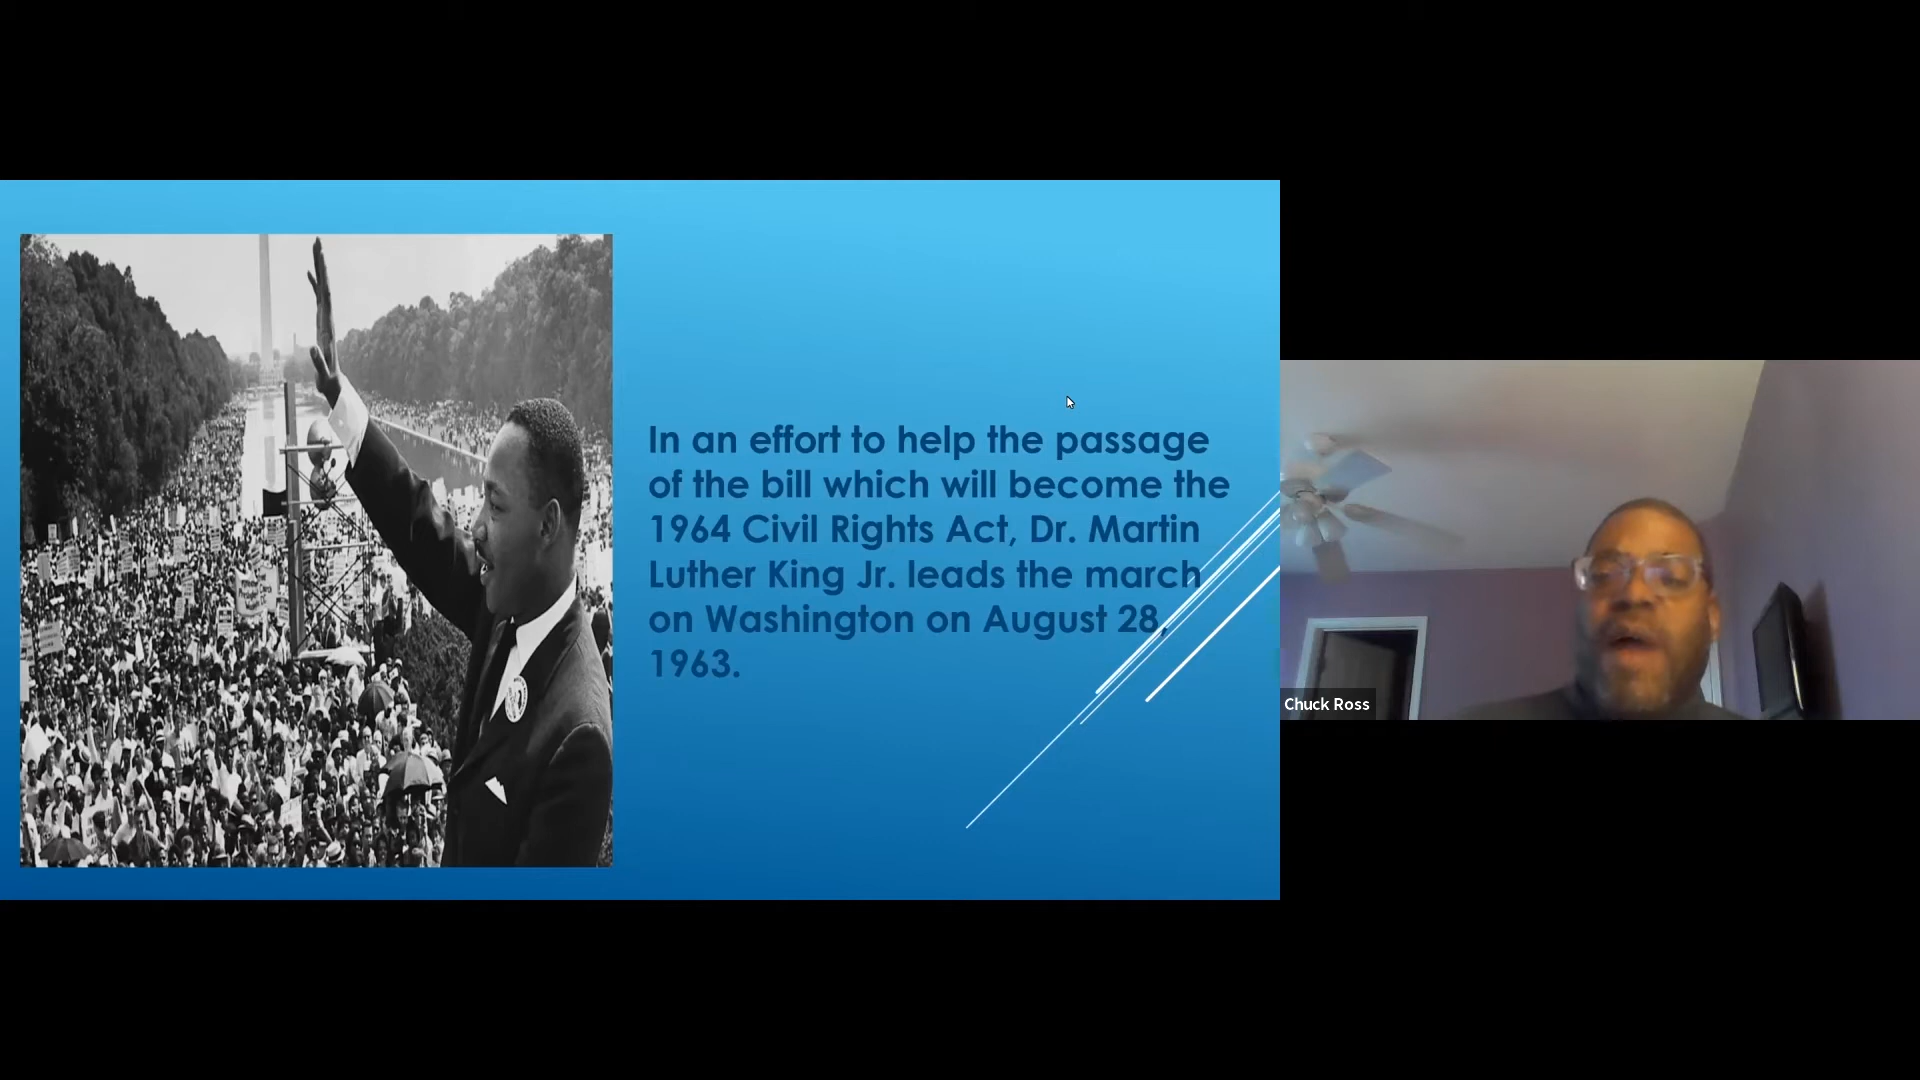 In an effort to help the passage
of the bill which will become the
1964 Civil Rights Act, Dr. Martin
Luther King Jr. leads the march
on Washington on August 28,
1963.
Chuck Ross